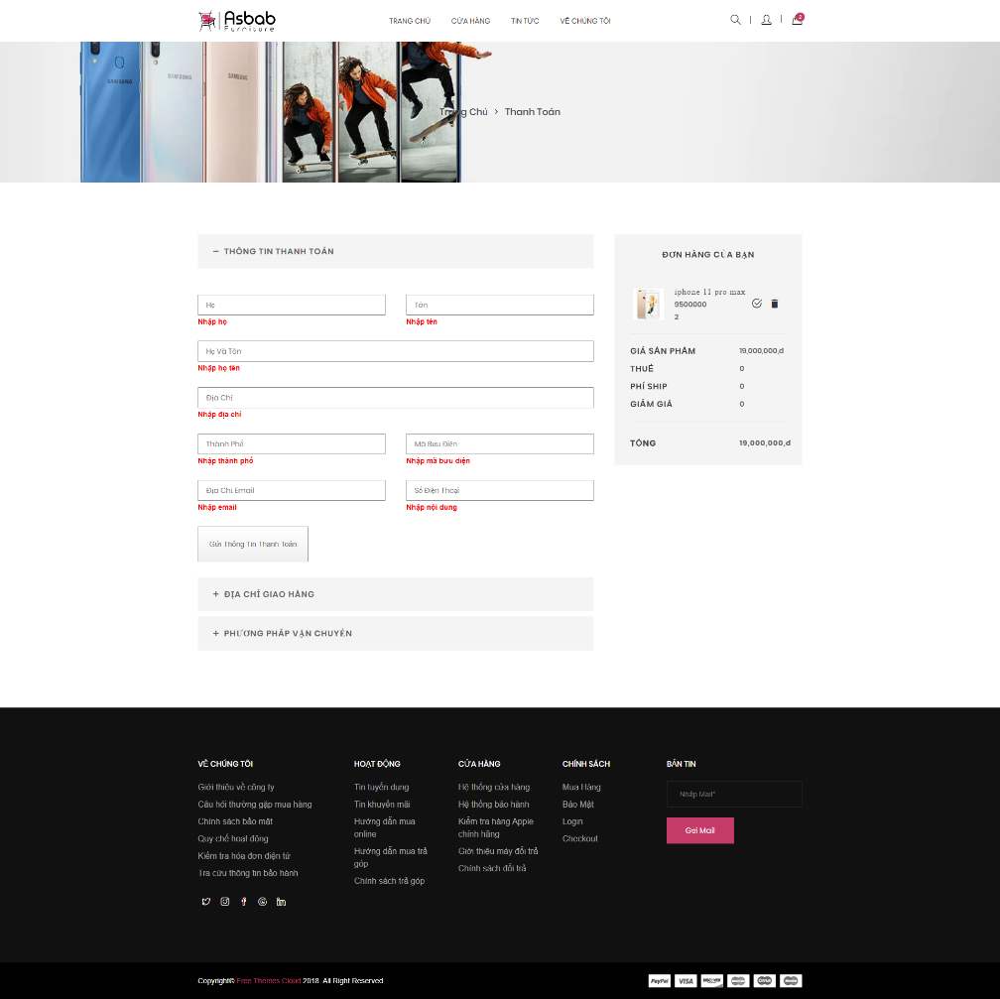 Asbab
Furniture
TRANG CHỦ
CỬA HÀNG
TIN TỨC
VỀ CHÚNG TÔI
2
SAMSUNG
SAMSUNG
SAMSUNG
Trang Chủ > Thanh Toán
− THÔNG TIN THANH TOÁN
Họ
Tên
Nhập họ
Nhập tên
Họ Và Tên
Nhập họ tên
Địa Chỉ
Nhập địa chỉ
Thành Phố
Mã Bưu Điện
Nhập thành phố
Nhập mã bưu điện
Địa Chỉ Email
Số Điện Thoại
Nhập email
Nhập nội dung
Gửi Thông Tin Thanh Toán
+ ĐỊA CHỈ GIAO HÀNG
+ PHƯƠNG PHÁP VẬN CHUYỂN
ĐƠN HÀNG CỦA BẠN
iphone 11 pro max
9500000
2
GIÁ SẢN PHẨM 19,000,000,đ
THUẾ 0
PHÍ SHIP 0
GIẢM GIÁ 0
TỔNG 19,000,000,đ
VỀ CHÚNG TÔI
Giới thiệu về công ty
Câu hỏi thường gặp mua hàng
Chính sách bảo mật
Quy chế hoạt động
Kiểm tra hóa đơn điện tử
Tra cứu thông tin bảo hành
HOẠT ĐỘNG
Tin tuyển dụng
Tin khuyến mãi
Hướng dẫn mua
online
Hướng dẫn mua trả
góp
Chính sách trả góp
CỬA HÀNG
Hệ thống cửa hàng
Hệ thống bảo hành
Kiểm tra hàng Apple
chính hãng
Giới thiệu máy đổi trả
Chính sách đổi trả
CHÍNH SÁCH
Mua Hàng
Bảo Mật
Login
Checkout
BẢN TIN
Nhập Mail*
Gửi Mail
Copyright© Free Themes Cloud 2018. All Right Reserved.
PayPal
VISA
DISCOVER